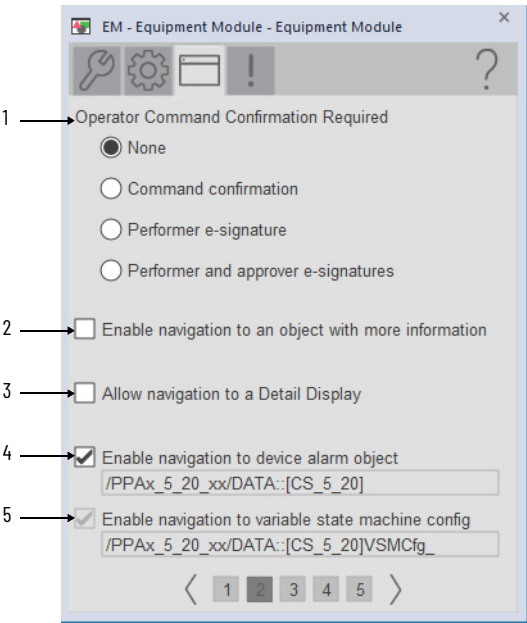 EM - Equipment Module - Equipment Module
×
!
?
1
Operator Command Confirmation Required
None
Command confirmation
Performer e-signature
Performer and approver e-signatures
2
Enable navigation to an object with more information
3
Allow navigation to a Detail Display
4
Enable navigation to device alarm object
/PPAx_5_20_xx/DATA::[CS_5_20]
5
Enable navigation to variable state machine config
/PPAx_5_20_xx/DATA::[CS_5_20]VSMCfg_
1 2 3 4 5